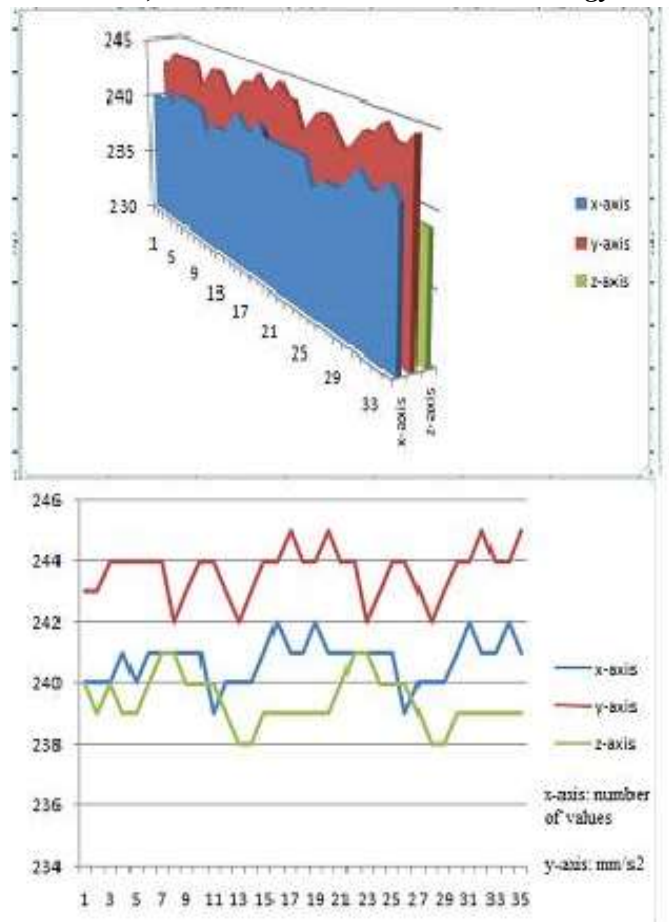 245
240
235
230
1
5
9
13
17
21
25
29
33
x-axis
z-axis
x-axis
y-axis
z-axis
246
244
242
240
238
236
234
1 3 5 7 9 11 13 15 17 19 21 23 25 27 29 31 33 35
x-axis
y-axis
z-axis
x-axis: number
of values
y-axis: mm/s2